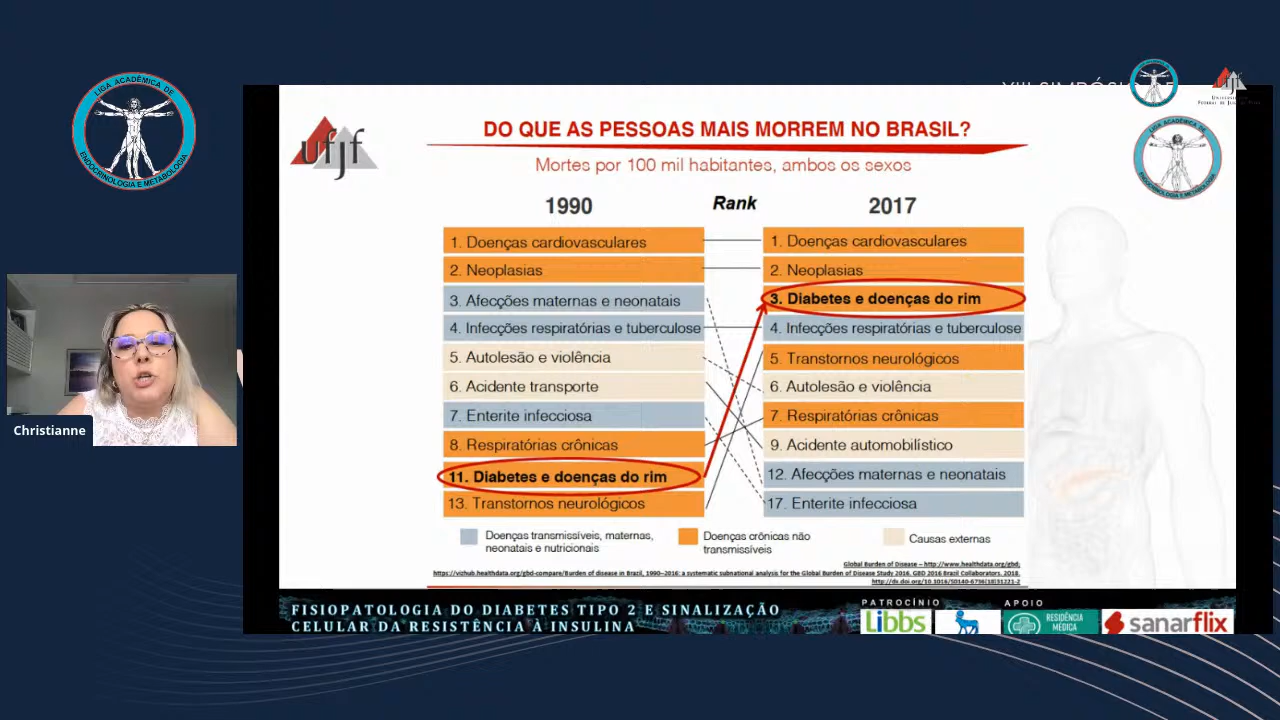 LIGA ACADÊMICA DE
ENDOCRINOLOGIA E METABOLOGIA
Christianne
ufjf
DO QUE AS PESSOAS MAIS MORREM NO BRASIL?
Mortes por 100 mil habitantes, ambos os sexos
LIGA ACADÊMICA DE
ENDOCRINOLOGIA E METABOLOGIA
1990
Rank
2017
1. Doenças cardiovasculares
2. Neoplasias
3. Afecções maternas e neonatais
4. Infecções respiratórias e tuberculose
5. Autolesão e violência
6. Acidente transporte
7. Enterite infecciosa
8. Respiratórias crônicas
11. Diabetes e doenças do rim
13. Transtornos neurológicos
1. Doenças cardiovasculares
2. Neoplasias
3. Diabetes e doenças do rim
4. Infecções respiratórias e tuberculose
5. Transtornos neurológicos
6. Autolesão e violência
7. Respiratórias crônicas
9. Acidente automobilístico
12. Afecções maternas e neonatais
17. Enterite infecciosa
Doenças transmissíveis, maternas,
neonatais e nutricionais
Doenças crônicas não
transmissíveis
Causas externas
Global Burden of Disease – http://www.healthdata.org/gbd;
https://vizhub.healthdata.org/gbd-compare/Burden of disease in Brazil, 1990–2016: a systematic subnational analysis for the Global Burden of Disease Study 2016. GBD 2016 Brazil Collaborators. 2018.
http://dx.doi.org/10.1016/S0140-6736(18)31221-2
FISIOPATOLOGIA DO DIABETES TIPO 2 E SINALIZAÇÃO
CELULAR DA RESISTÊNCIA À INSULINA
PATROCÍNIO
Libbs
APOIO
RESIDÊNCIA
MÉDICA
sanarflix